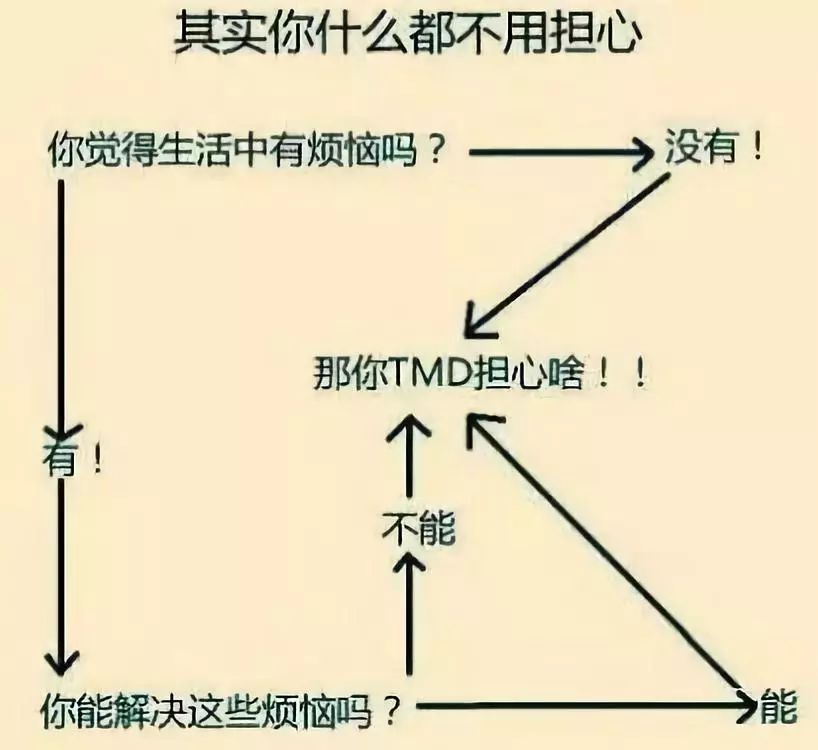 其实你什么都不用担心
你觉得生活中有烦恼吗？
没有！
那你TMD担心啥！！
有！
不能
你能解决这些烦恼吗？
能